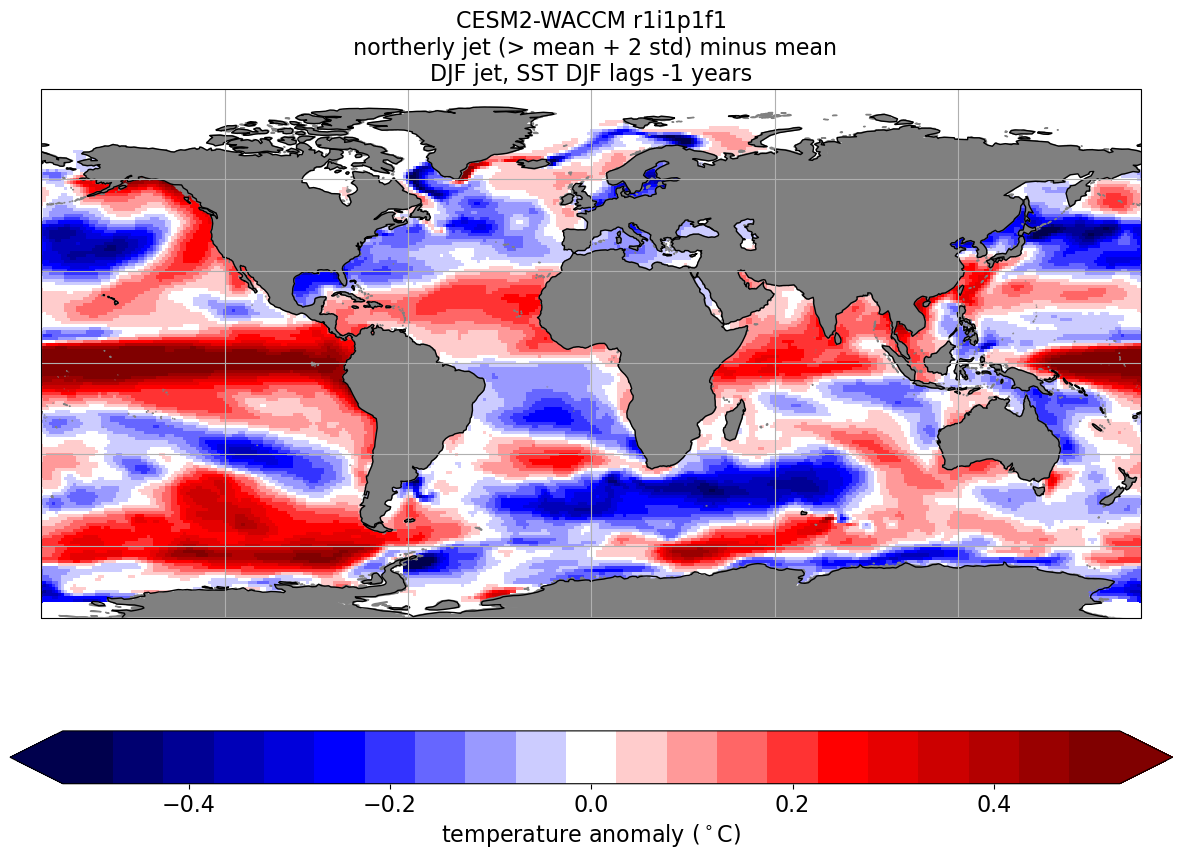 CESM2-WACCM r1i1p1f1
northerly jet (> mean + 2 std) minus mean
DJF jet, SST DJF lags -1 years
−0.4 −0.2 0.0 0.2 0.4
temperature anomaly (°C)